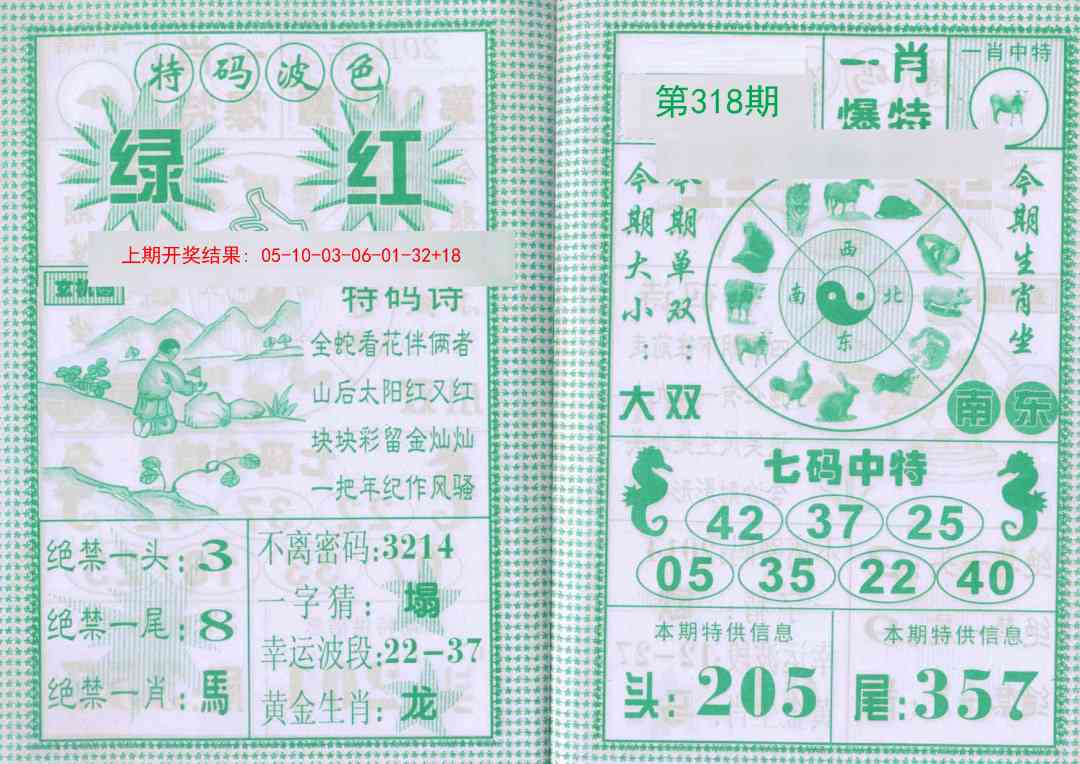 特码波色
绿 红
上期开奖结果: 05-10-03-06-01-32+18
玄机图
特码诗
全蛇看花伴俩者
山后太阳红又红
块块彩留金灿灿
一把年纪作风骚
绝禁一头:3
绝禁一尾:8
绝禁一肖:馬
不离密码:3214
一字猜:塌
幸运波段:22-37
黄金生肖:龙
第318期
一肖
爆特
一肖中特
今期大小:
大
本期单双:
双
西
南 北
东
今期生肖坐
南 东
七码中特
42 37 25
05 35 22 40
本期特供信息
头:205
本期特供信息
尾:357